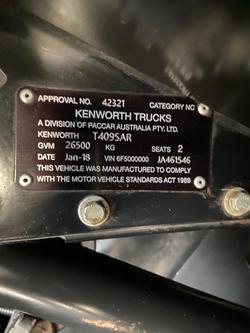 APPROVAL NO. 42321 CATEGORY NC
KENWORTH TRUCKS
A DIVISION OF PACCAR AUSTRALIA PTY. LTD.
KENWORTH T409SAR
GVM 26500 KG SEATS 2
DATE Jan-18 VIN 6F5000000 JA461546
THIS VEHICLE WAS MANUFACTURED TO COMPLY
WITH THE MOTOR VEHICLE STANDARDS ACT 1989